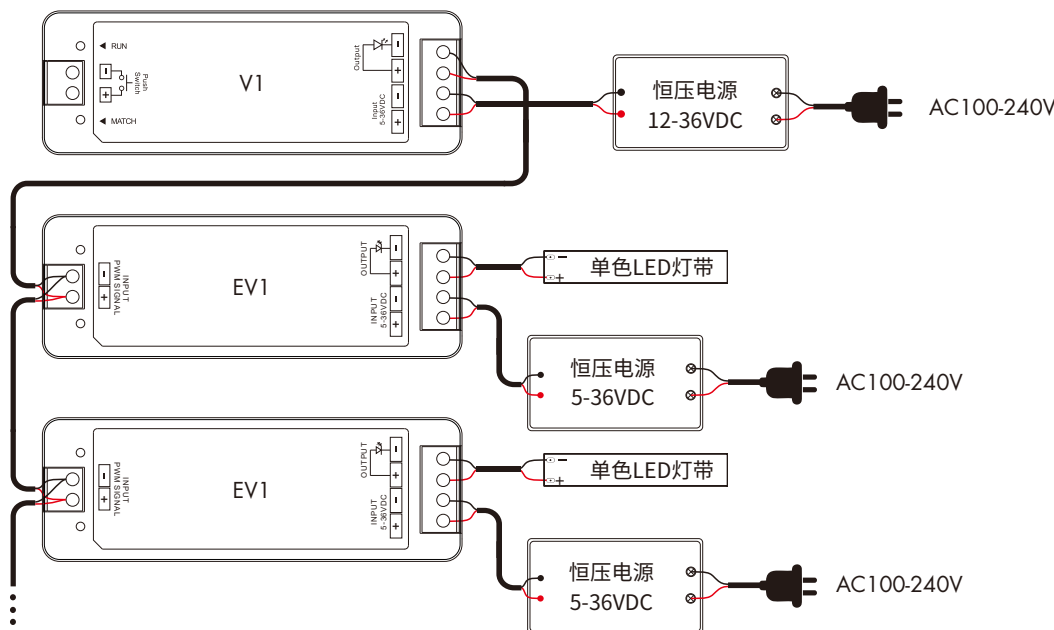 RUN
Push
Switch
MATCH
V1
Output
Input
5-36VDC
恒压电源
12-36VDC
AC100-240V
INPUT
PWM SIGNAL
EV1
OUTPUT
INPUT
5-36VDC
单色LED灯带
恒压电源
5-36VDC
AC100-240V
INPUT
PWM SIGNAL
EV1
OUTPUT
INPUT
5-36VDC
单色LED灯带
恒压电源
5-36VDC
AC100-240V